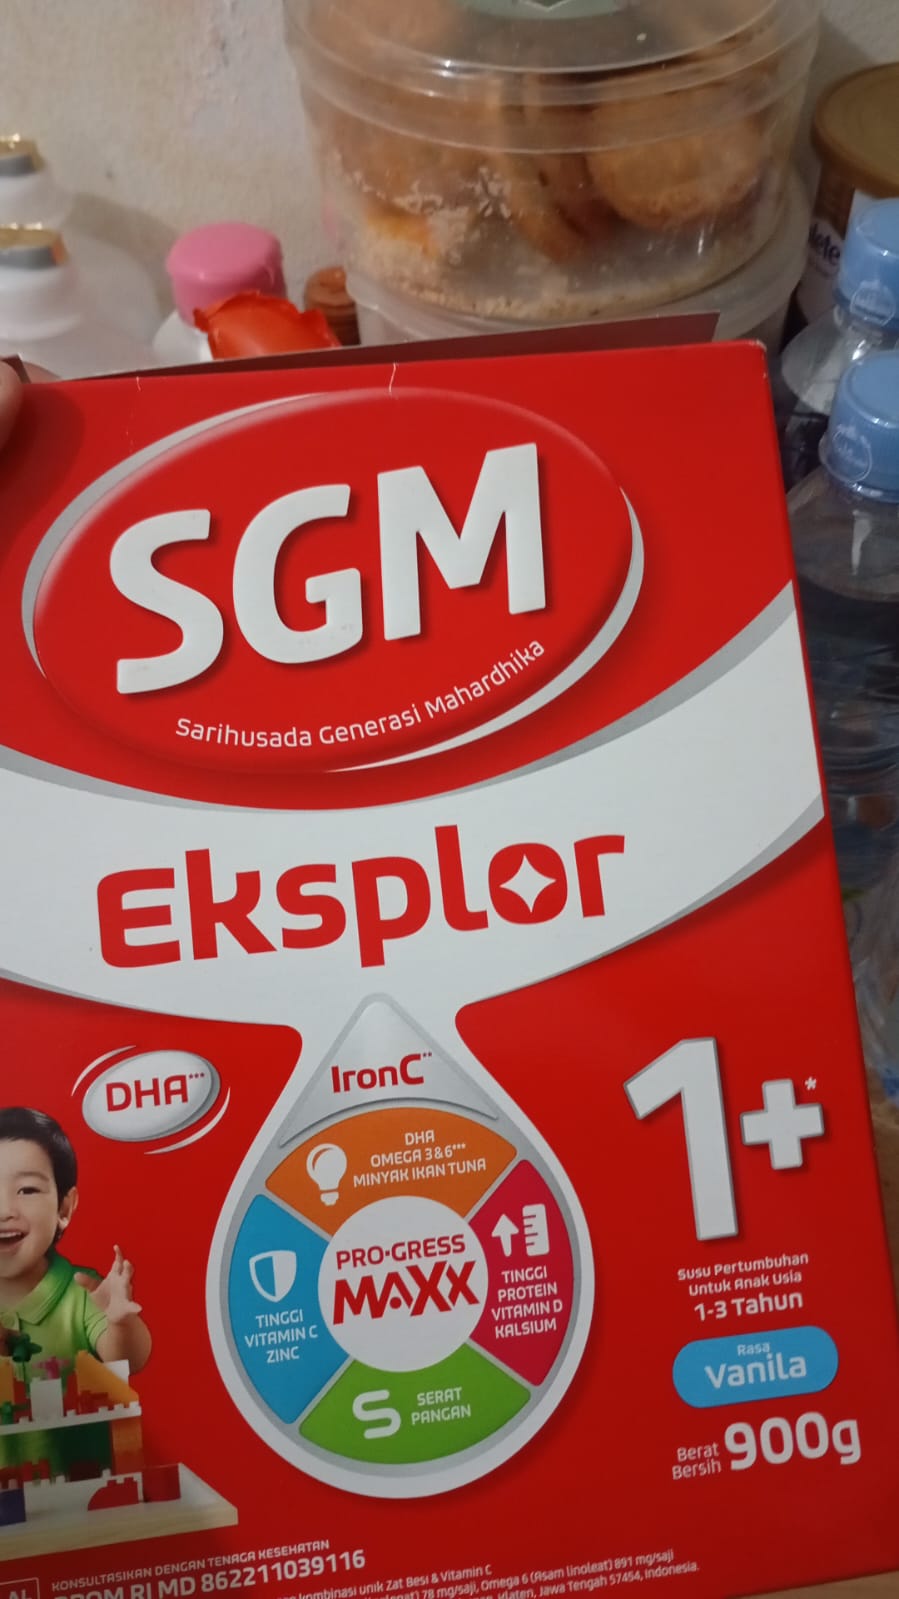 SGM
Sarihusada Generasi Mahardhika
Eksplor
DHA***
IronC**
DHA
OMEGA 3&6***
MINYAK IKAN TUNA
TINGGI
VITAMIN C
ZINC
PRO-GRESS
MAXx
TINGGI
PROTEIN
VITAMIN D
KALSIUM
SERAT
PANGAN
1+*
Susu Pertumbuhan
Untuk Anak Usia
1-3 Tahun
Rasa
Vanila
Berat
Bersih
900g
KONSULTASIKAN DENGAN TENAGA KESEHATAN
BPOM RI MD 862211039116
kombinasi unik Zat Besi & Vitamin C
78 mg/saji, Omega 6 (Asam linoleat) 891 mg/saji
Klaten, Jawa Tengah 57454, Indonesia.